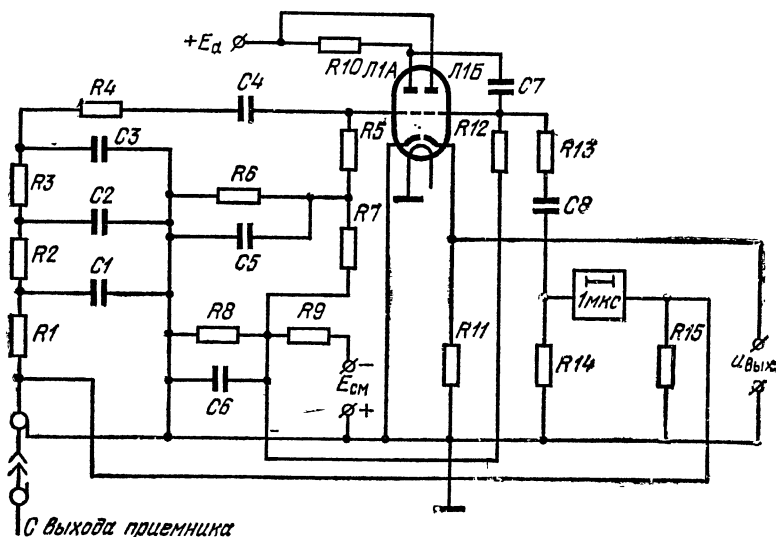 +Eа
R10
Л1А
Л1Б
C7
R4
C4
C3
R5
R12
R13
R3
R6
C2
R7
C8
R2
C5
C1
1мкс
R8
R9
R1
R11
R15
−
Eсм
+
R14
uвых
C6
С выхода приемника